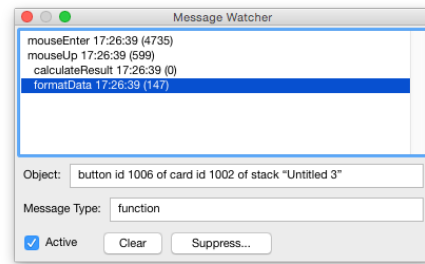 Message Watcher
mouseEnter 17:26:39 (4735)
mouseUp 17:26:39 (599)
calculateResult 17:26:39 (0)
formatData 17:26:39 (147)
Object: button id 1006 of card id 1002 of stack “Untitled 3”
Message Type: function
Active Clear Suppress...